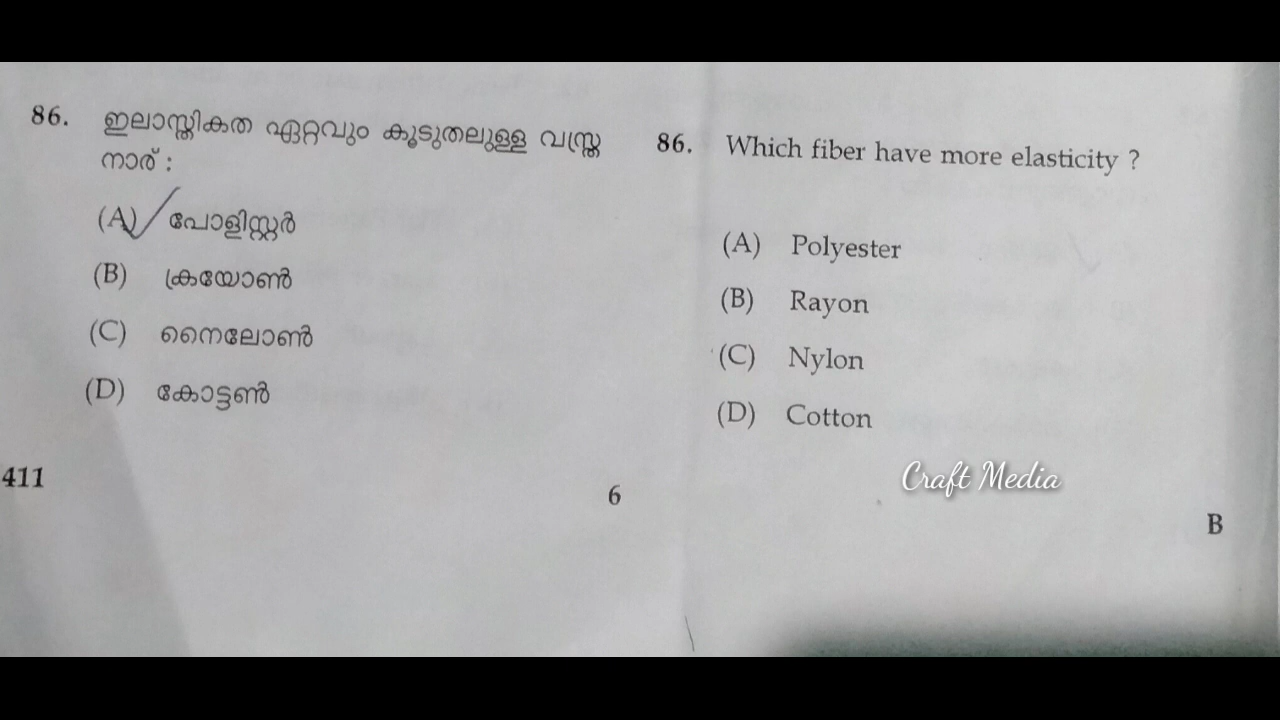 86. ഇലാസ്തികത ഏറ്റവും കൂടുതലുള്ള വസ്ത്ര
നാര് :
(A) പോളിസ്റ്റർ
(B) ക്രയോൺ
(C) നൈലോൺ
(D) കോട്ടൺ
411
6
86. Which fiber have more elasticity ?
(A) Polyester
(B) Rayon
(C) Nylon
(D) Cotton
Craft Media
B